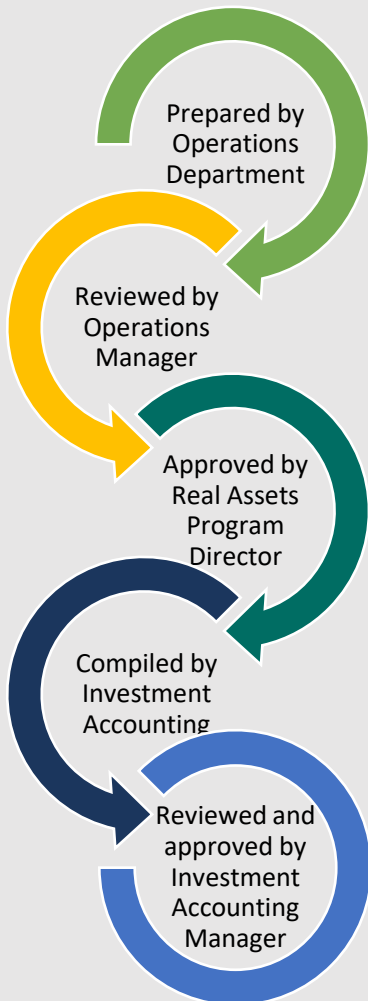 Prepared by
Operations
Department
Reviewed by
Operations
Manager
Approved by
Real Assets
Program
Director
Compiled by
Investment
Accounting
Reviewed and
approved by
Investment
Accounting
Manager